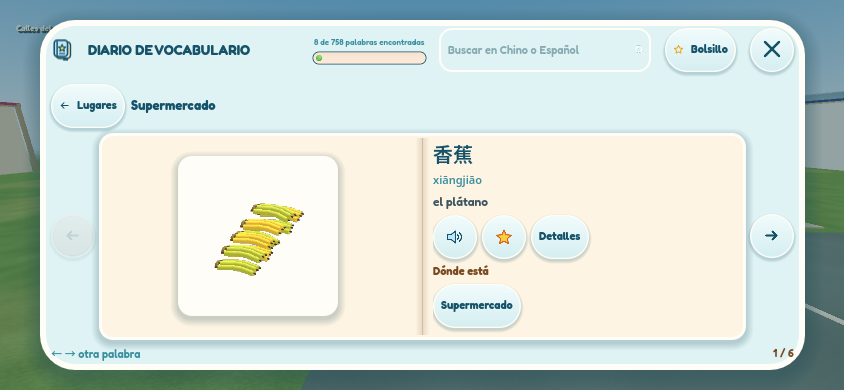 DIARIO DE VOCABULARIO
8 de 758 palabras encontradas
Buscar en Chino o Español
Bolsillo
← Lugares
Supermercado
香蕉
xiāngjiāo
el plátano
Detalles
Dónde está
Supermercado
← → otra palabra
1 / 6